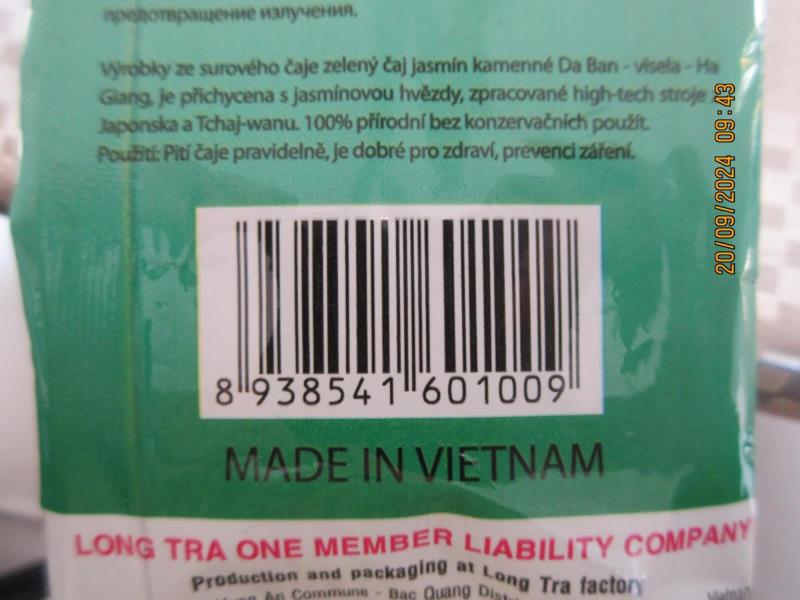 предотвращение излучения.
Výrobky ze surového čaje zelený čaj jasmín kamenné Da Ban - visela - Ha
Giang, je přichycena s jasmínovou hvězdy, zpracované high-tech stroje
Japonska a Tchaj-wanu. 100% přírodní bez konzervačních použít.
Použití: Pití čaje pravidelně, je dobré pro zdraví, prevenci záření.
20/09/2024 09:43
8 938541 601009
MADE IN VIETNAM
LONG TRA ONE MEMBER LIABILITY COMPANY
Production and packaging at Long Tra factory
An Commune - Bac Quang